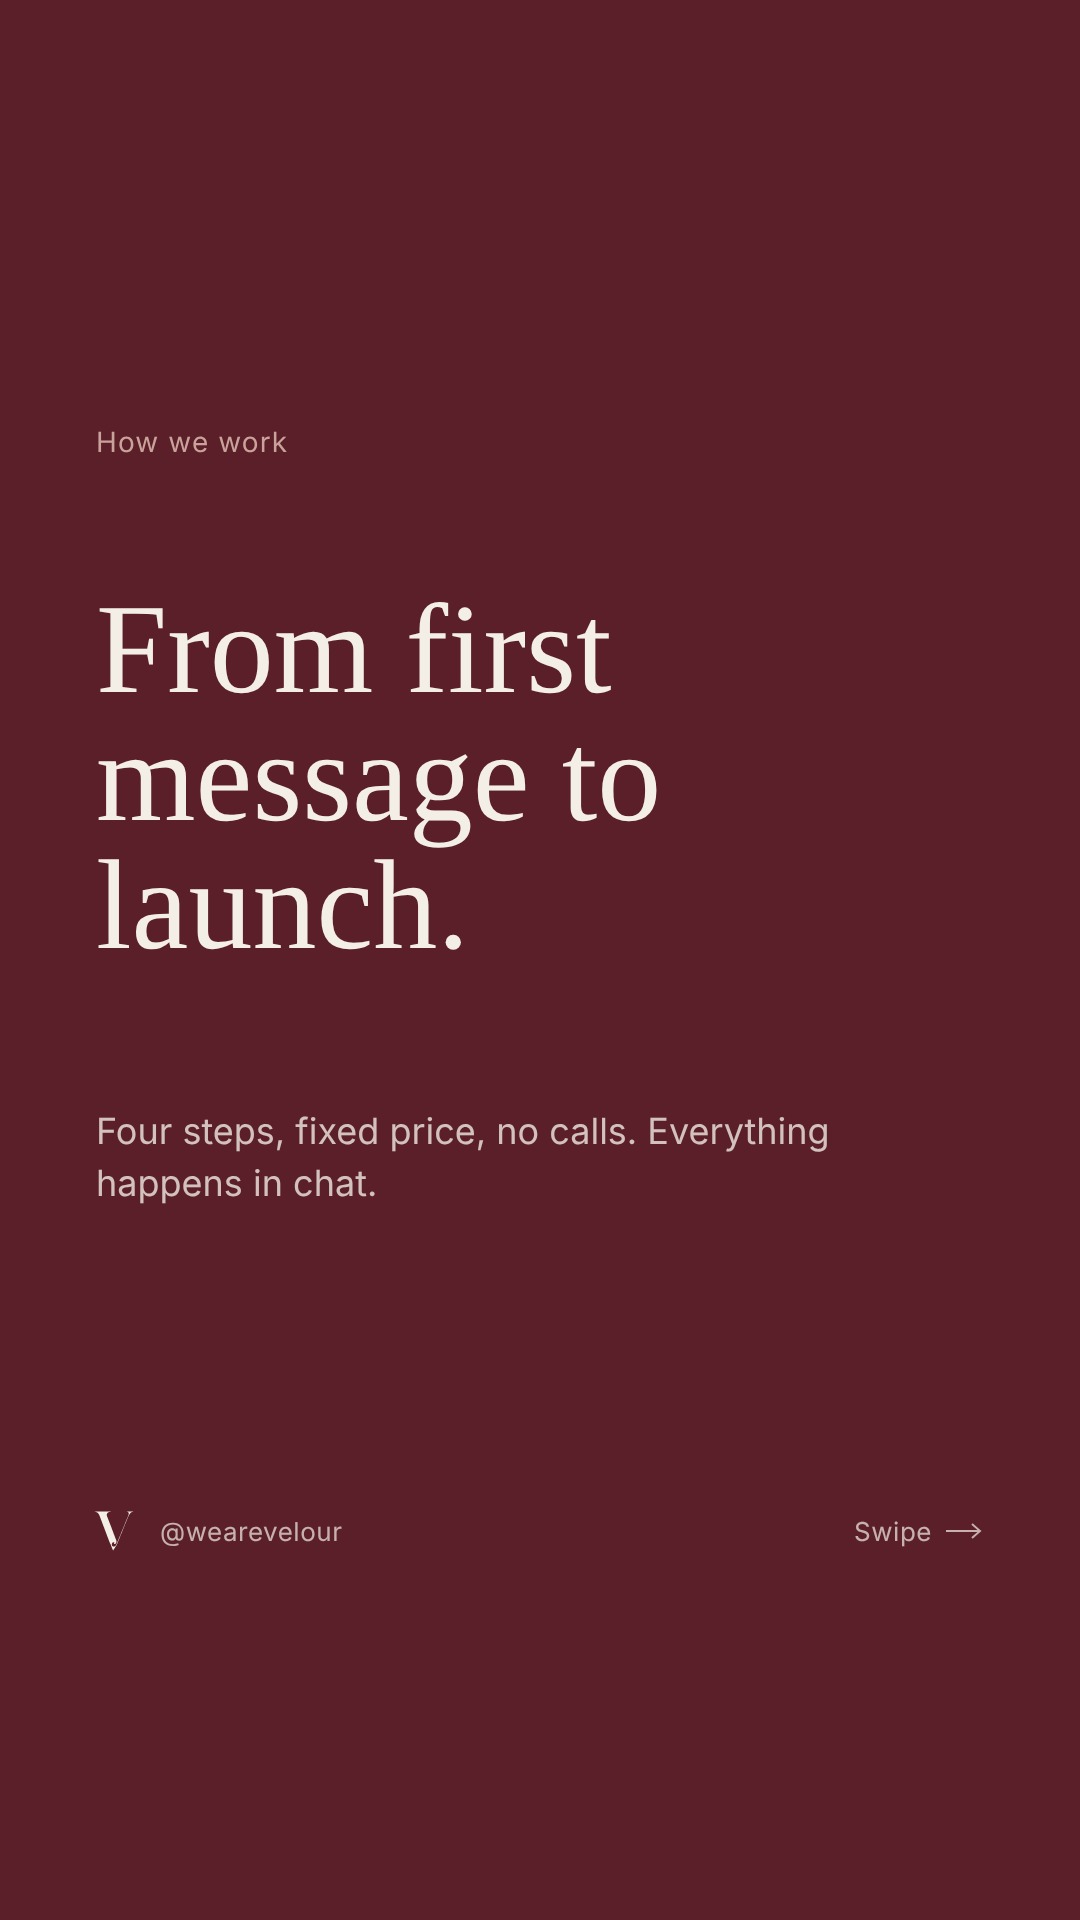 How we work
From first
message to
launch.
Four steps, fixed price, no calls. Everything
happens in chat.
V @wearevelour
Swipe